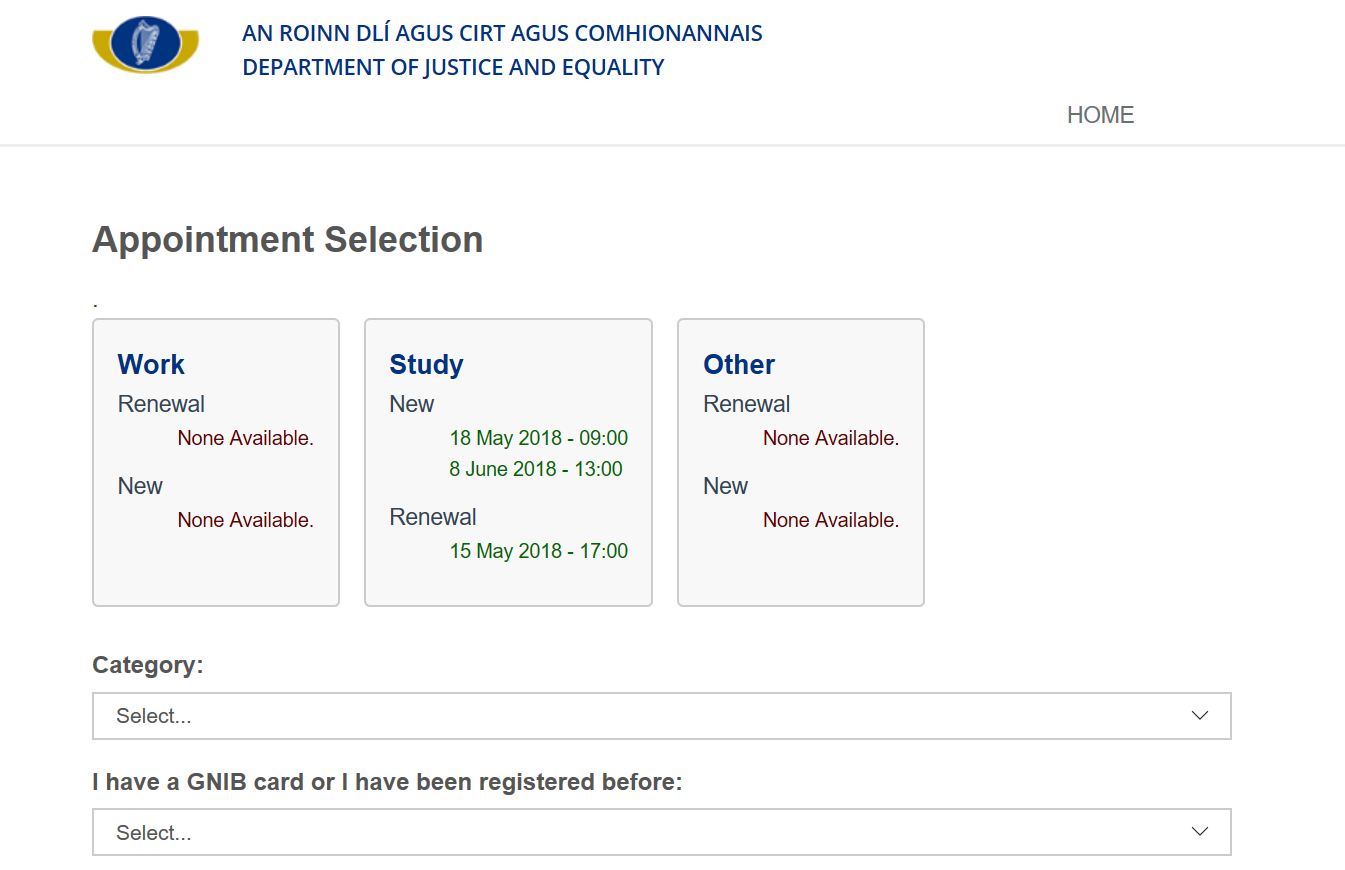 AN ROINN DLÍ AGUS CIRT AGUS COMHIONANNAIS
DEPARTMENT OF JUSTICE AND EQUALITY
HOME
Appointment Selection
.
Work
Renewal
None Available.
New
None Available.
Study
New
18 May 2018 - 09:00
8 June 2018 - 13:00
Renewal
15 May 2018 - 17:00
Other
Renewal
None Available.
New
None Available.
Category:
Select...
I have a GNIB card or I have been registered before:
Select...